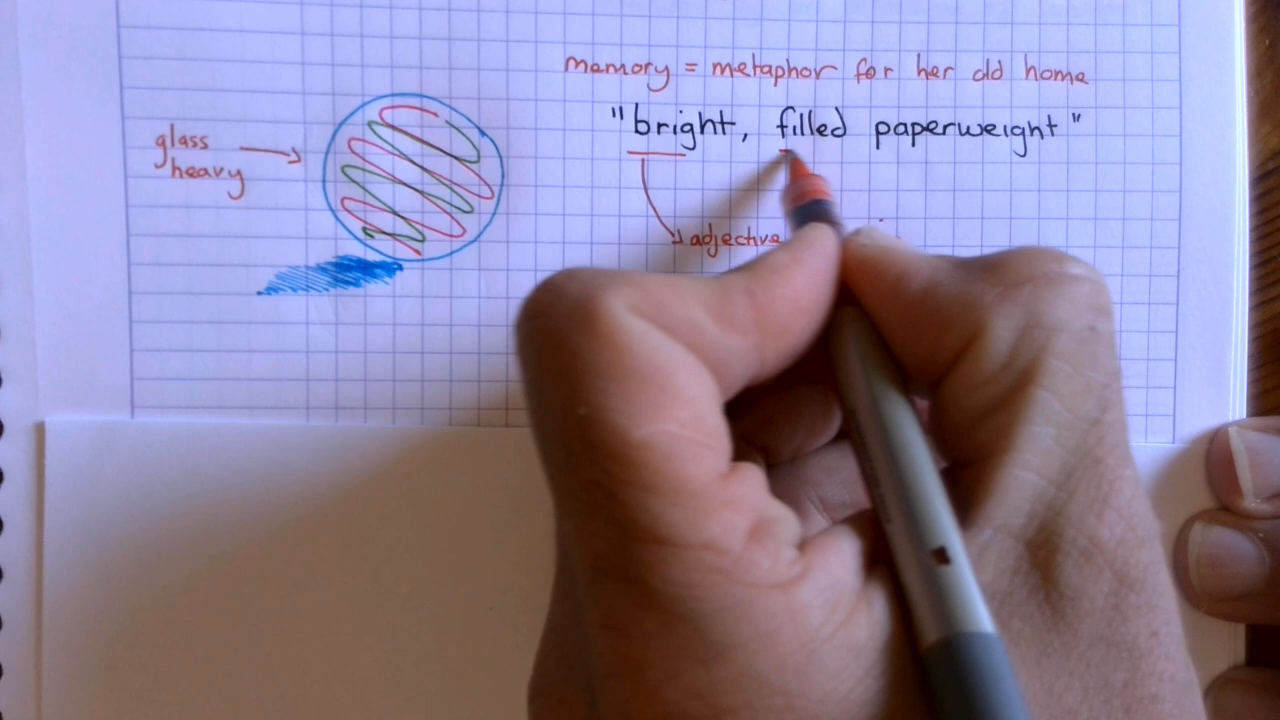 memory = metaphor for her old home
"bright, filled paperweight"
glass
heavy
adjective